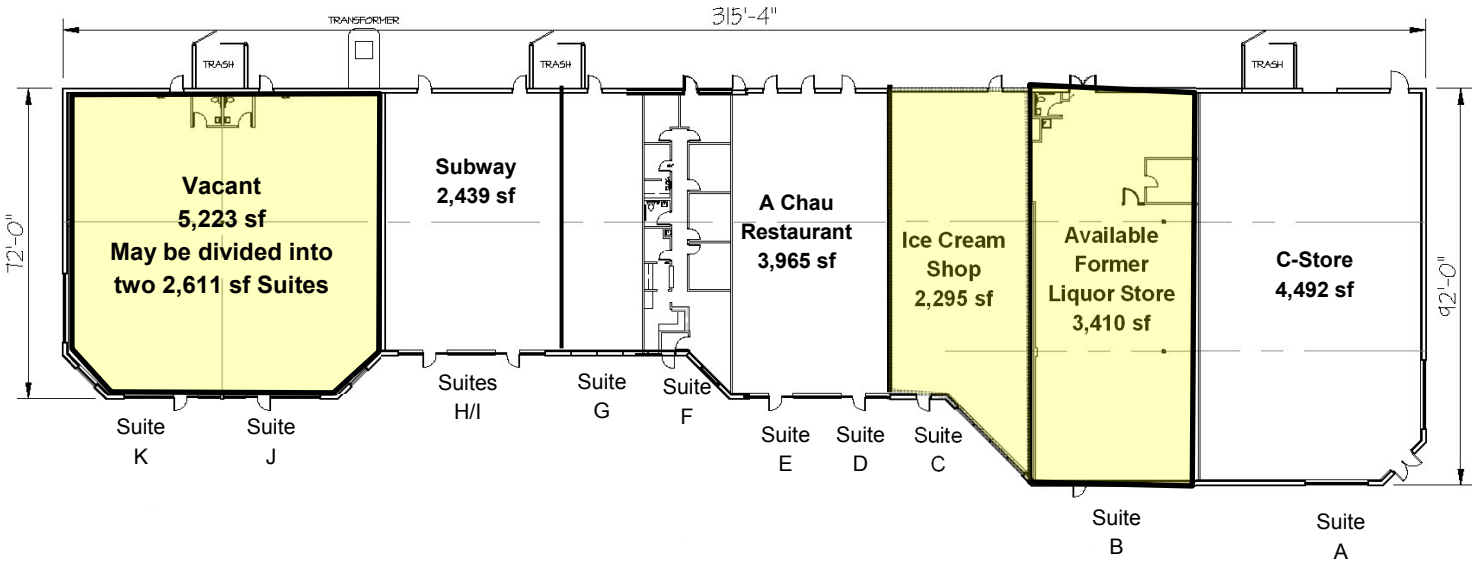 315'-4"
TRANSFORMER
TRASH
TRASH
TRASH
72'-0"
92'-0"
Vacant
5,223 sf
May be divided into
two 2,611 sf Suites
Subway
2,439 sf
A Chau
Restaurant
3,965 sf
Ice Cream
Shop
2,295 sf
Available
Former
Liquor Store
3,410 sf
C-Store
4,492 sf
Suite
K
Suite
J
Suites
H/I
Suite
G
Suite
F
Suite
E
Suite
D
Suite
C
Suite
B
Suite
A